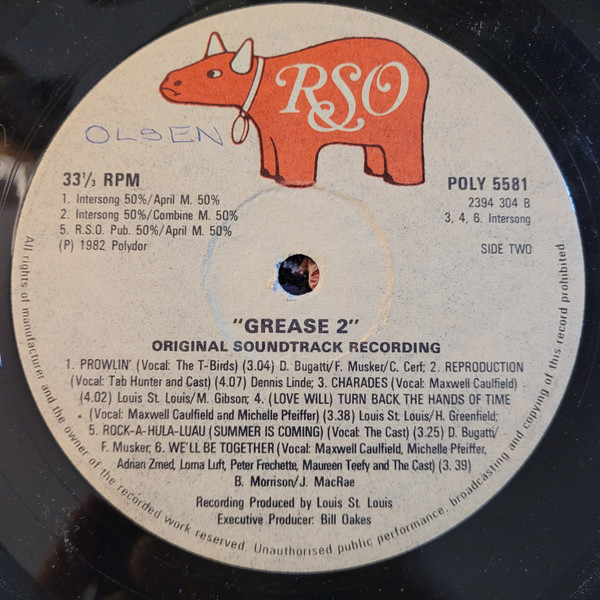 RSO
OLSEN
33⅓ RPM
1. Intersong 50%/April M. 50%
2. Intersong 50%/Combine M. 50%
5. R.S.O. Pub. 50%/April M. 50%
(P) 1982 Polydor
POLY 5581
2394 304 B
3, 4, 6. Intersong
SIDE TWO
"GREASE 2"
ORIGINAL SOUNDTRACK RECORDING
1. PROWLIN' (Vocal: The T-Birds) (3.04) D. Bugatti/F. Musker/C. Cerf; 2. REPRODUCTION
(Vocal: Tab Hunter and Cast) (4.07) Dennis Linde; 3. CHARADES (Vocal: Maxwell Caulfield)
(4.02) Louis St. Louis/M. Gibson; 4. (LOVE WILL) TURN BACK THE HANDS OF TIME
(Vocal: Maxwell Caulfield and Michelle Pfeiffer) (3.38) Louis St. Louis/H. Greenfield;
5. ROCK-A-HULA-LUAU (SUMMER IS COMING) (Vocal: The Cast) (3.25) D. Bugatti/
F. Musker, 6. WE'LL BE TOGETHER (Vocal: Maxwell Caulfield, Michelle Pfeiffer,
Adrian Zmed, Lorna Luft, Peter Frechette, Maureen Teefy and The Cast) (3. 39)
B. Morrison/J. MacRae
Recording Produced by Louis St. Louis
Executive Producer: Bill Oakes
All rights of manufacturer and the owner of the recorded work reserved. Unauthorised public performance, broadcasting and copying of this record prohibited.